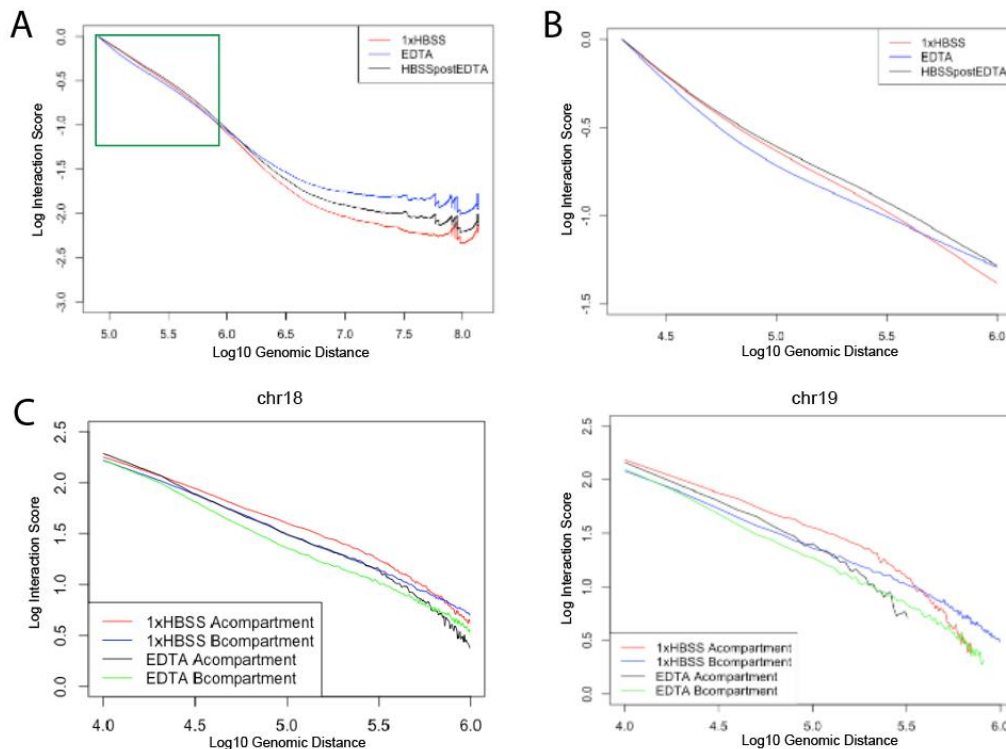 A
0.0
-0.5
-1.0
-1.5
-2.0
-2.5
-3.0
Log Interaction Score
1xHBSS
EDTA
HBSSpostEDTA
5.0 5.5 6.0 6.5 7.0 7.5 8.0
Log10 Genomic Distance
B
0.0
-0.5
-1.0
-1.5
Log Interaction Score
1xHBSS
EDTA
HBSSpostEDTA
4.5 5.0 5.5 6.0
Log10 Genomic Distance
C
chr18
2.5
2.0
1.5
1.0
0.5
0.0
Log Interaction Score
1xHBSS Acompartment
1xHBSS Bcompartment
EDTA Acompartment
EDTA Bcompartment
4.0 4.5 5.0 5.5 6.0
Log10 Genomic Distance
chr19
2.5
2.0
1.5
1.0
0.5
0.0
Log Interaction Score
1xHBSS Acompartment
1xHBSS Bcompartment
EDTA Acompartment
EDTA Bcompartment
4.0 4.5 5.0 5.5 6.0
Log10 Genomic Distance